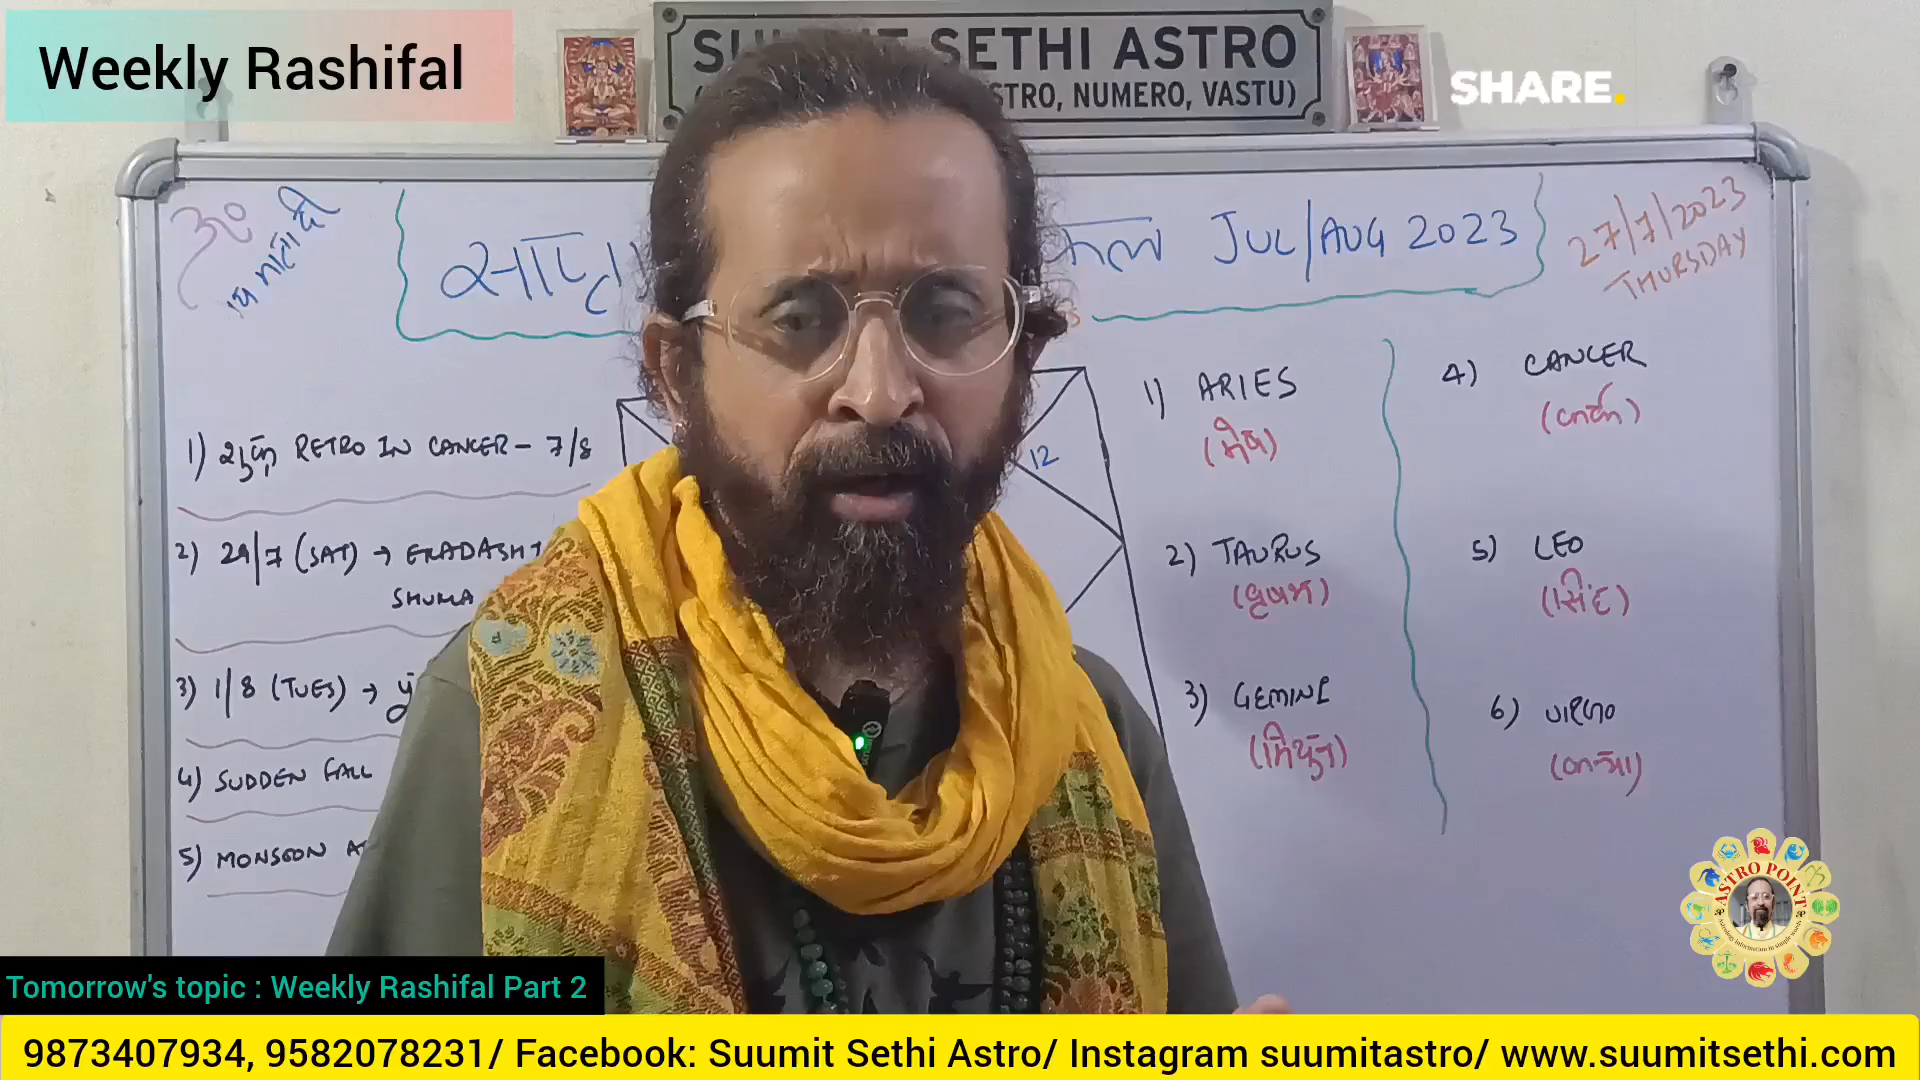 Weekly Rashifal
SETHI ASTRO
STRO, NUMERO, VASTU)
SHARE.
JUL/AUG 2023
27/7/2023
THURSDAY
1) शुक्र RETRO IN CANCER - 7/8
2) 29/7 (SAT) →
3) 1/8 (TUES) →
4) SUDDEN FALL
5) MONSOON
12
1) ARIES
(मेष)
2) TAURUS
(वृषभ)
3) GEMINI
(मिथुन)
4) CANCER
(कर्क)
5) LEO
(सिंह)
6) VIRGO
(कन्या)
ASTRO POINT
Tomorrow's topic : Weekly Rashifal Part 2
9873407934, 9582078231/ Facebook: Suumit Sethi Astro/ Instagram suumitastro/ www.suumitsethi.com